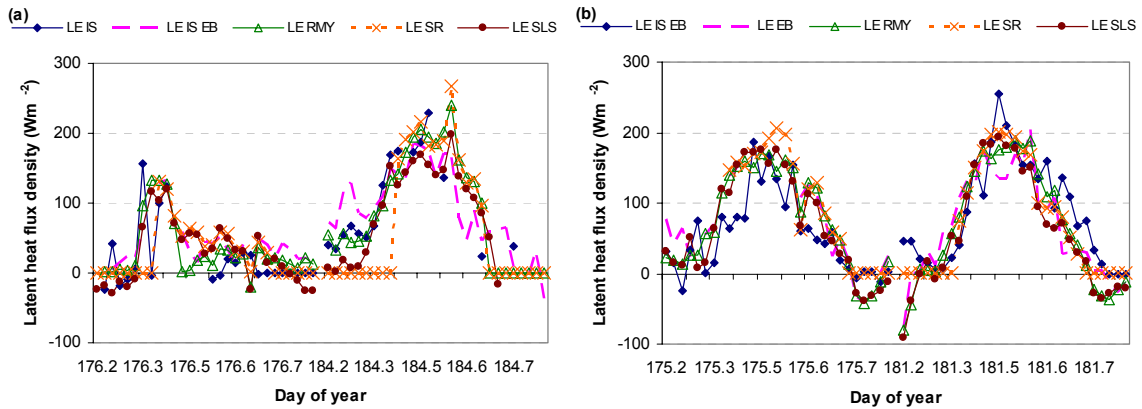 (a)
LE IS LE IS EB LE RMY LE SR LE SLS
Latent heat flux density (Wm -2)
300
200
100
0
-100
176.2 176.3 176.5 176.6 176.7 184.2 184.3 184.5 184.6 184.7
Day of year
(b)
LE IS EB LE IS EB LE RMY LE SR LE SLS
Latent heat flux density (Wm -2)
300
200
100
0
-100
175.2 175.3 175.5 175.6 175.7 181.2 181.3 181.5 181.6 181.7
Day of year